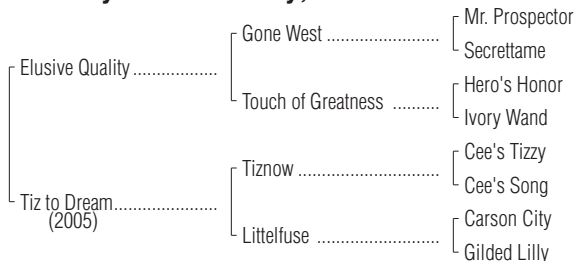 Mr. Prospector
Gone West ........................
Secrettame
Elusive Quality ..................
Hero's Honor
Touch of Greatness ..........
Ivory Wand
Cee's Tizzy
Tiznow ..............................
Cee's Song
Tiz to Dream......................
(2005)
Carson City
Littelfuse ..........................
Gilded Lilly